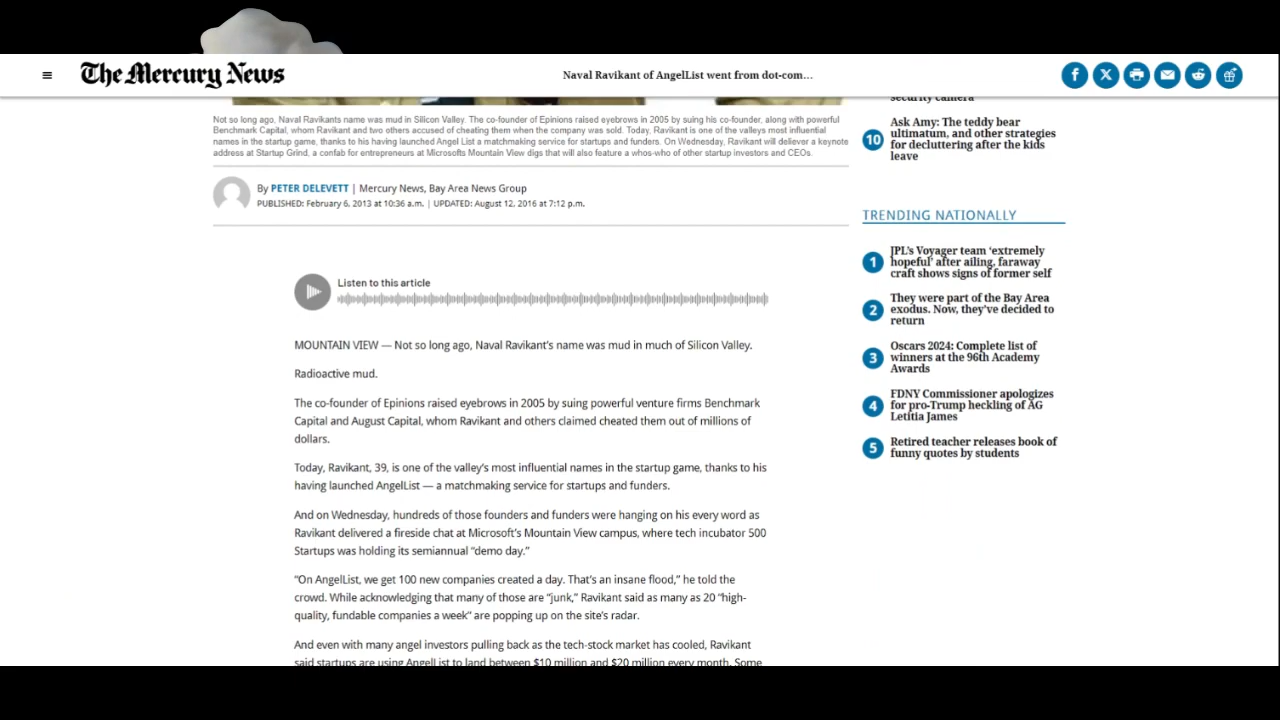 The Mercury News
Naval Ravikant of AngelList went from dot-com...
Not so long ago, Naval Ravikants name was mud in Silicon Valley. The co-founder of Epinions raised eyebrows in 2005 by suing his co-founder, along with powerful
Benchmark Capital, whom Ravikant and two others accused of cheating them when the company was sold. Today, Ravikant is one of the valleys most influential
names in the startup game, thanks to his having launched Angel List a matchmaking service for startups and funders. On Wednesday, Ravikant will deliever a keynote
address at Startup Grind, a confab for entrepreneurs at Microsofts Mountain View digs that will also feature a whos-who of other startup investors and CEOs.
By PETER DELEVETT | Mercury News, Bay Area News Group
PUBLISHED: February 6, 2013 at 10:36 a.m. | UPDATED: August 12, 2016 at 7:12 p.m.
Listen to this article
MOUNTAIN VIEW — Not so long ago, Naval Ravikant's name was mud in much of Silicon Valley.
Radioactive mud.
The co-founder of Epinions raised eyebrows in 2005 by suing powerful venture firms Benchmark
Capital and August Capital, whom Ravikant and others claimed cheated them out of millions of
dollars.
Today, Ravikant, 39, is one of the valley's most influential names in the startup game, thanks to his
having launched AngelList — a matchmaking service for startups and funders.
And on Wednesday, hundreds of those founders and funders were hanging on his every word as
Ravikant delivered a fireside chat at Microsoft's Mountain View campus, where tech incubator 500
Startups was holding its semiannual "demo day."
"On AngelList, we get 100 new companies created a day. That's an insane flood," he told the
crowd. While acknowledging that many of those are "junk," Ravikant said as many as 20 "high-
quality, fundable companies a week" are popping up on the site's radar.
And even with many angel investors pulling back as the tech-stock market has cooled, Ravikant
said startups are using AngelList to land between $10 million and $20 million every month. Some
security camera
10 Ask Amy: The teddy bear
ultimatum, and other strategies
for decluttering after the kids
leave
TRENDING NATIONALLY
1 JPL's Voyager team 'extremely
hopeful' after ailing, faraway
craft shows signs of former self
2 They were part of the Bay Area
exodus. Now, they've decided to
return
3 Oscars 2024: Complete list of
winners at the 96th Academy
Awards
4 FDNY Commissioner apologizes
for pro-Trump heckling of AG
Letitia James
5 Retired teacher releases book of
funny quotes by students